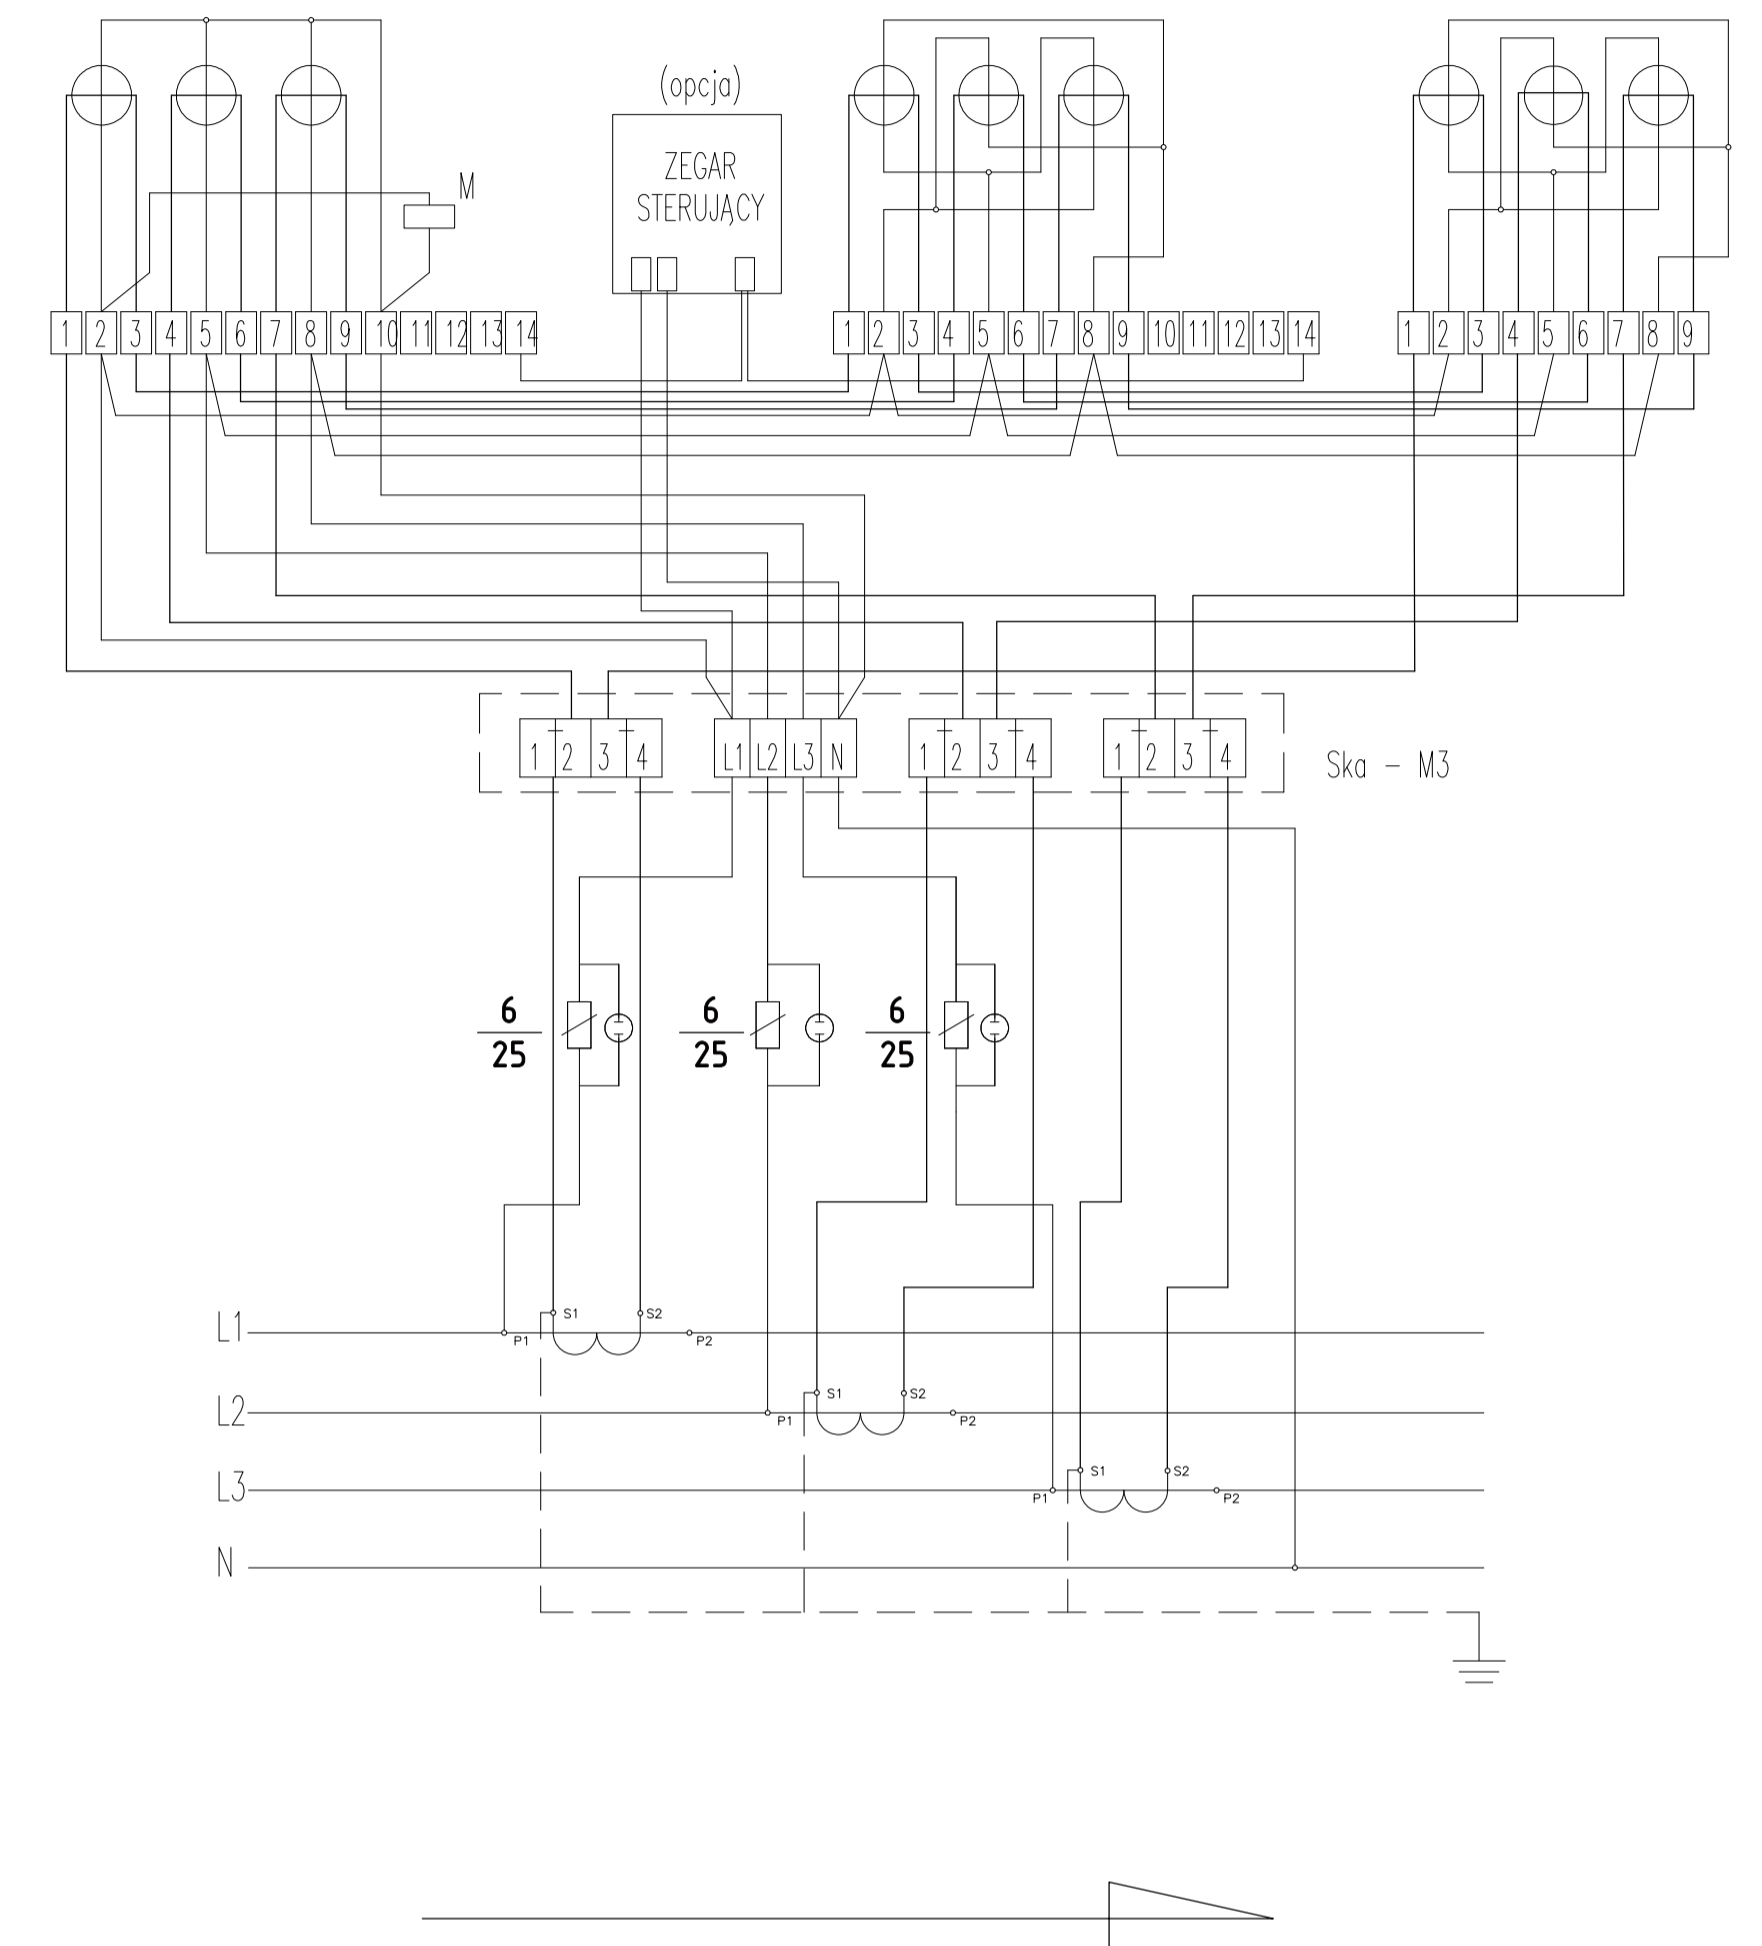 (opcja)
ZEGAR
STERUJĄCY
M
1 2 3 4 5 6 7 8 9 10 11 12 13 14
1 2 3 4 5 6 7 8 9 10 11 12 13 14
1 2 3 4 5 6 7 8 9
1 2 3 4
L1 L2 L3 N
1 2 3 4
1 2 3 4
Ska - M3
6
25
6
25
6
25
S1 S2
L1
P1 P2
S1 S2
L2
P1 P2
S1 S2
L3
P1 P2
N